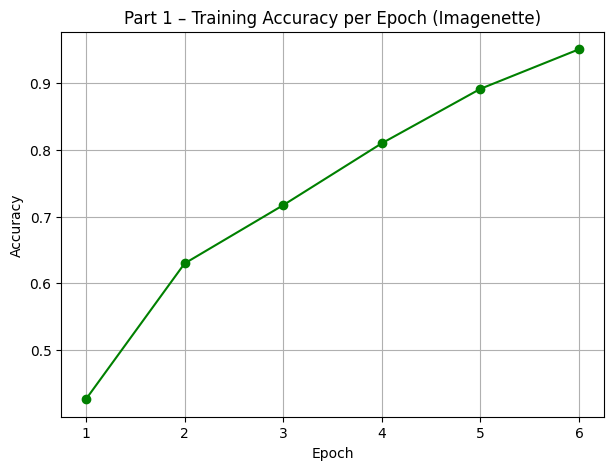 Part 1 – Training Accuracy per Epoch (Imagenette)
Accuracy
0.9
0.8
0.7
0.6
0.5
1 2 3 4 5 6
Epoch